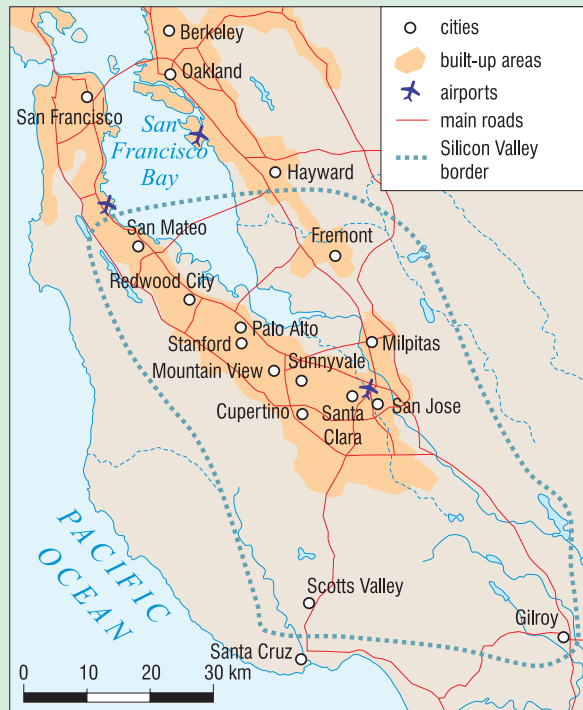 Berkeley
Oakland
San Francisco
San
Francisco
Bay
Hayward
San Mateo
Fremont
Redwood City
Palo Alto
Stanford
Milpitas
Mountain View
Sunnyvale
Cupertino
Santa
Clara
San Jose
PACIFIC
OCEAN
Scotts Valley
Gilroy
Santa Cruz
0 10 20 30 km
cities
built-up areas
airports
main roads
Silicon Valley
border